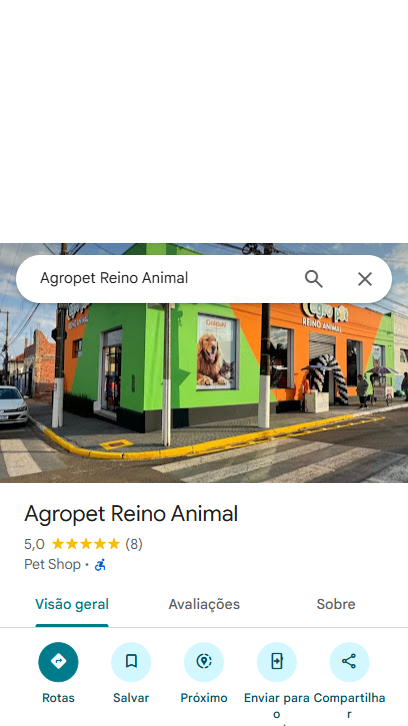 Agropet Reino Animal
REINO ANIMAL
Agropet Reino Animal
5,0 (8)
Pet Shop ·
Visão geral Avaliações Sobre
Rotas Salvar Próximo Enviar para o Compartilhar